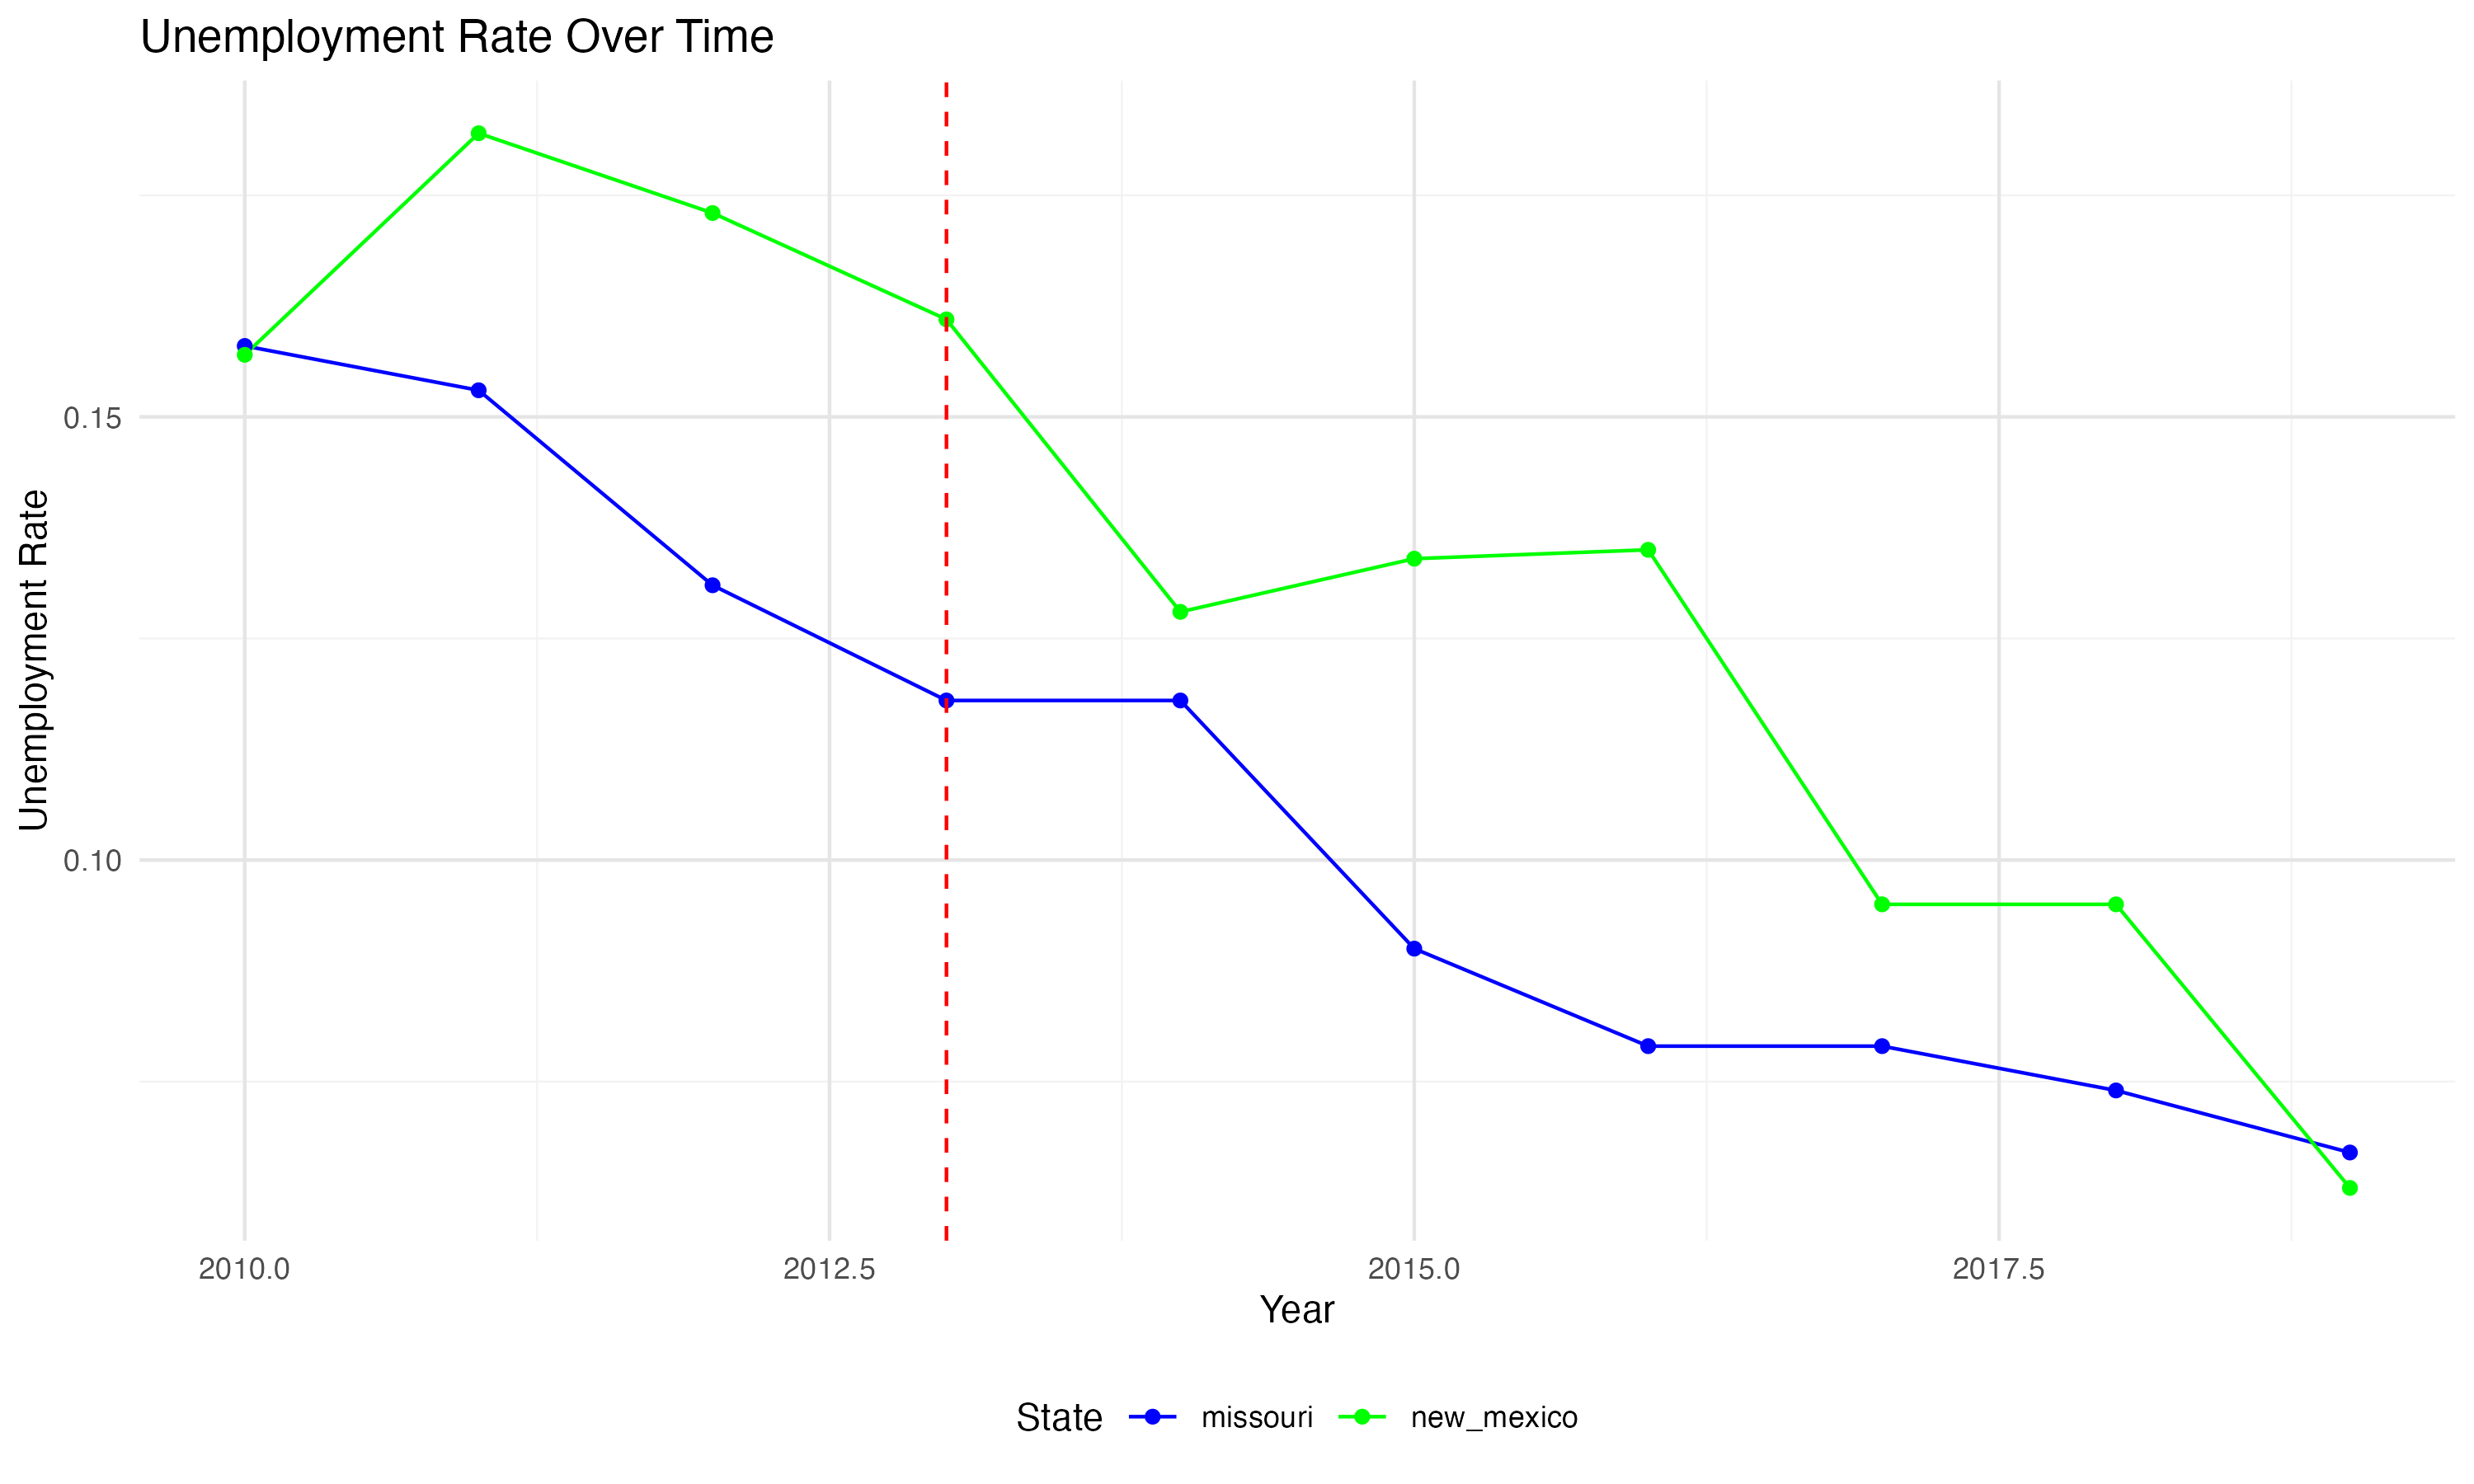 Unemployment Rate Over Time
Unemployment Rate
0.15
0.10
2010.0 2012.5 2015.0 2017.5
Year
State missouri new_mexico